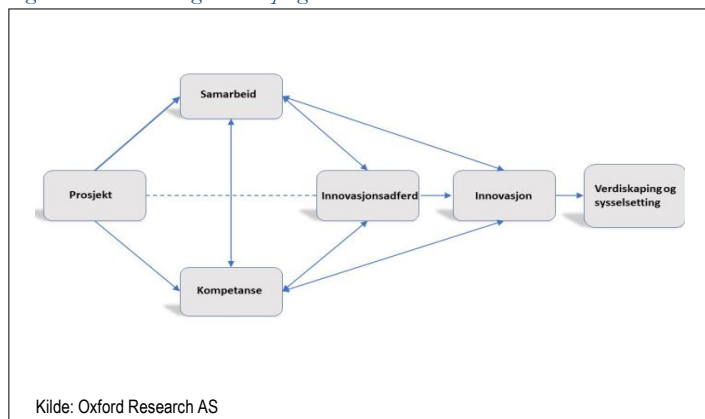 Samarbeid
Prosjekt
Innovasjonsadferd
Innovasjon
Verdiskaping og
sysselsetting
Kompetanse
Kilde: Oxford Research AS